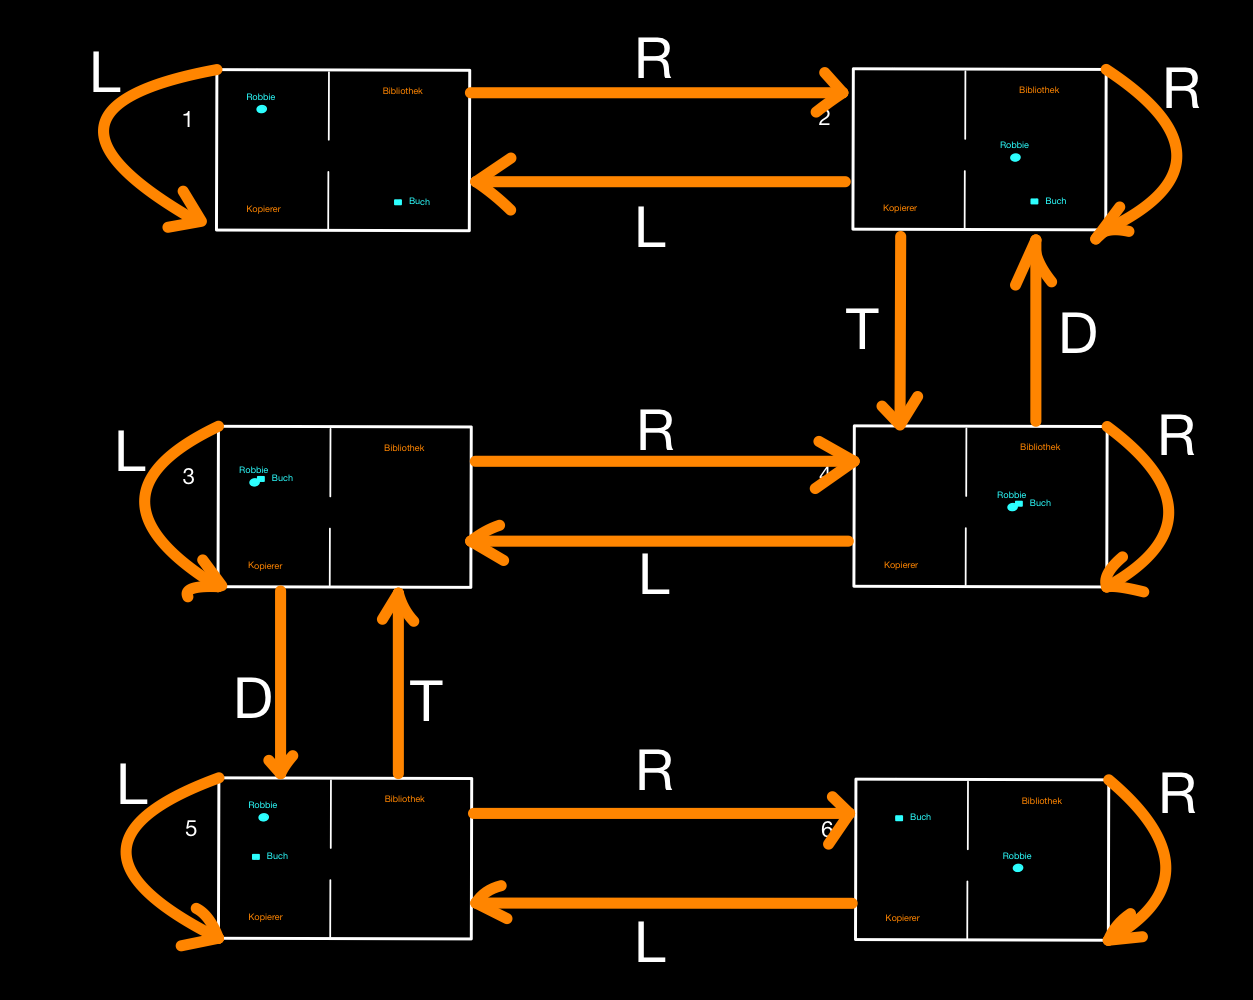 L
R
R
1
Robbie
Bibliothek
Kopierer
Buch
2
Bibliothek
Robbie
Kopierer
Buch
L
T
D
L
R
R
3
Robbie
Buch
Bibliothek
Kopierer
4
Bibliothek
Robbie
Buch
Kopierer
L
D
T
L
R
R
5
Robbie
Bibliothek
Buch
Kopierer
6
Buch
Bibliothek
Robbie
Kopierer
L